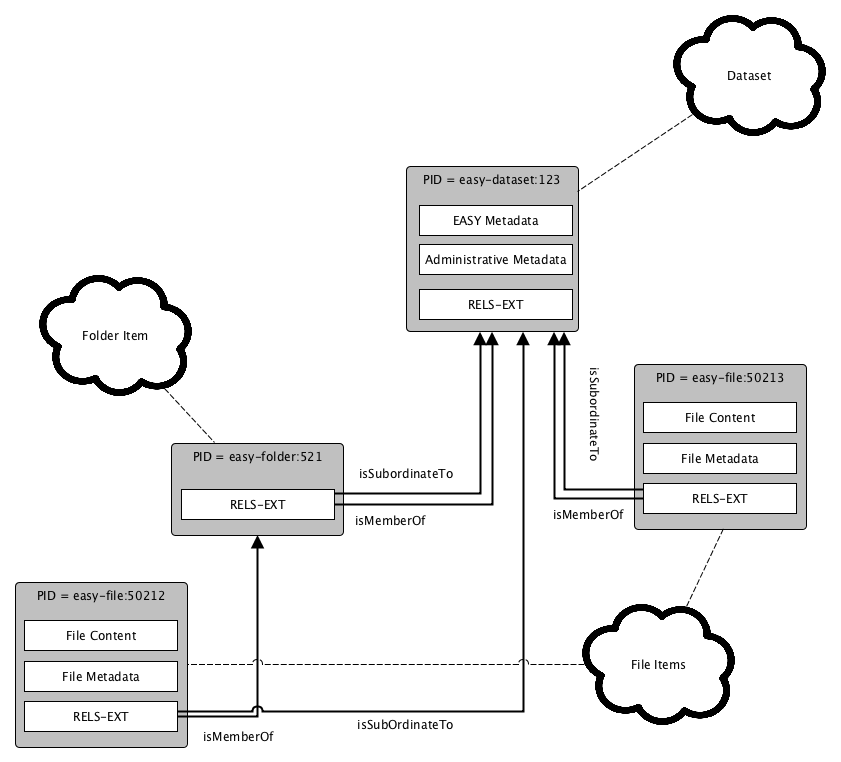 Dataset
PID = easy-dataset:123
EASY Metadata
Administrative Metadata
RELS-EXT
Folder Item
PID = easy-folder:521
RELS-EXT
isSubordinateTo
isMemberOf
isSubordinateTo
PID = easy-file:50213
File Content
File Metadata
RELS-EXT
isMemberOf
PID = easy-file:50212
File Content
File Metadata
RELS-EXT
isMemberOf
isSubOrdinateTo
File Items